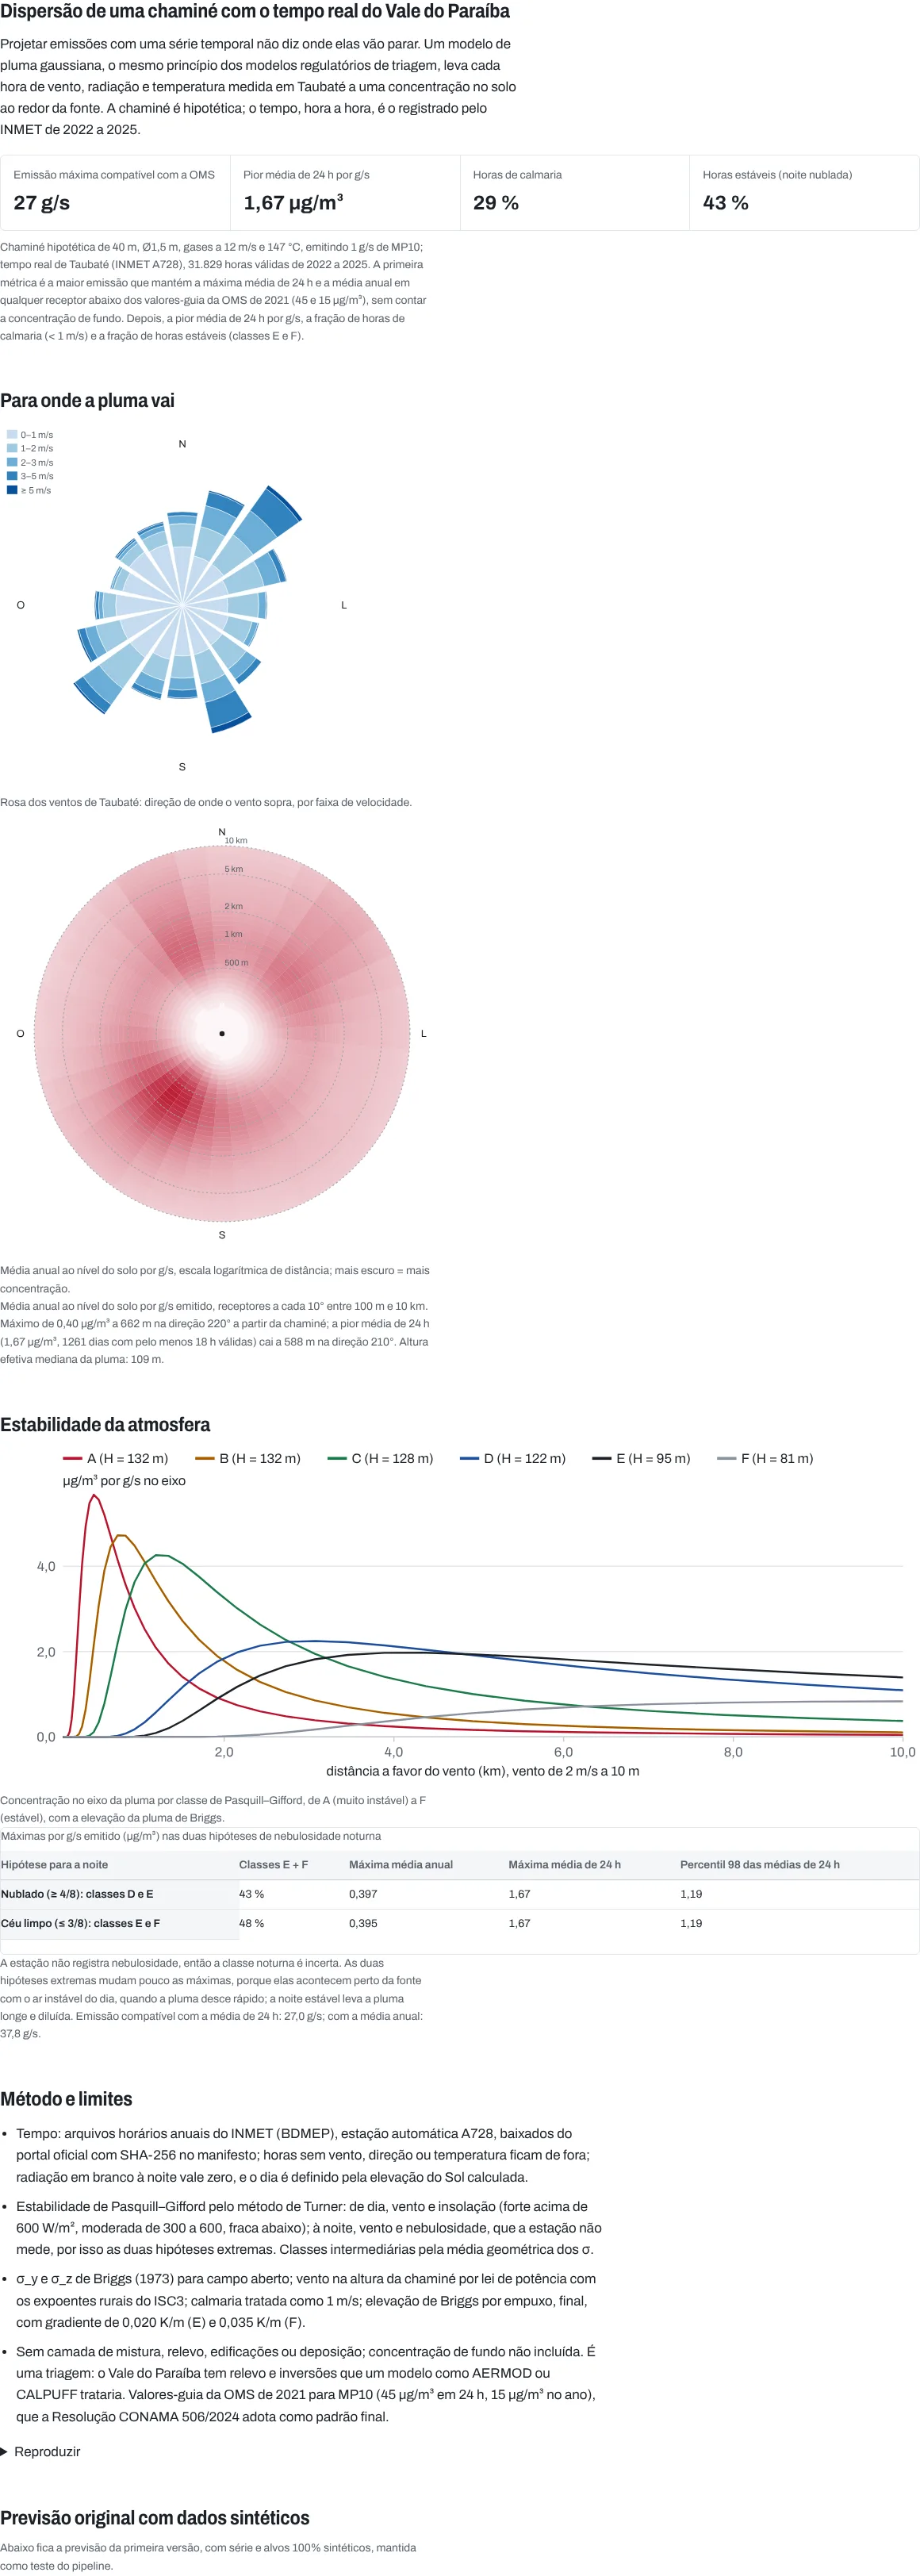 Dispersão de uma chaminé com o tempo real do Vale do Paraíba
Projetar emissões com uma série temporal não diz onde elas vão parar. Um modelo de
pluma gaussiana, o mesmo princípio dos modelos regulatórios de triagem, leva cada
hora de vento, radiação e temperatura medida em Taubaté a uma concentração no solo
ao redor da fonte. A chaminé é hipotética; o tempo, hora a hora, é o registrado pelo
INMET de 2022 a 2025.
Emissão máxima compatível com a OMS
27 g/s
Pior média de 24 h por g/s
1,67 µg/m³
Horas de calmaria
29 %
Horas estáveis (noite nublada)
43 %
Chaminé hipotética de 40 m, Ø1,5 m, gases a 12 m/s e 147 °C, emitindo 1 g/s de MP10;
tempo real de Taubaté (INMET A728), 31.829 horas válidas de 2022 a 2025. A primeira
métrica é a maior emissão que mantém a máxima média de 24 h e a média anual em
qualquer receptor abaixo dos valores-guia da OMS de 2021 (45 e 15 µg/m³), sem contar
a concentração de fundo. Depois, a pior média de 24 h por g/s, a fração de horas de
calmaria (< 1 m/s) e a fração de horas estáveis (classes E e F).
Para onde a pluma vai
0–1 m/s
1–2 m/s
2–3 m/s
3–5 m/s
≥ 5 m/s
N
O
L
S
Rosa dos ventos de Taubaté: direção de onde o vento sopra, por faixa de velocidade.
N
10 km
5 km
2 km
1 km
500 m
O
L
S
Média anual ao nível do solo por g/s, escala logarítmica de distância; mais escuro = mais
concentração.
Média anual ao nível do solo por g/s emitido, receptores a cada 10° entre 100 m e 10 km.
Máximo de 0,40 µg/m³ a 662 m na direção 220° a partir da chaminé; a pior média de 24 h
(1,67 µg/m³, 1261 dias com pelo menos 18 h válidas) cai a 588 m na direção 210°. Altura
efetiva mediana da pluma: 109 m.
Estabilidade da atmosfera
A (H = 132 m)
B (H = 132 m)
C (H = 128 m)
D (H = 122 m)
E (H = 95 m)
F (H = 81 m)
µg/m³ por g/s no eixo
4,0
2,0
0,0
2,0
4,0
6,0
8,0
10,0
distância a favor do vento (km), vento de 2 m/s a 10 m
Concentração no eixo da pluma por classe de Pasquill–Gifford, de A (muito instável) a F
(estável), com a elevação da pluma de Briggs.
Máximas por g/s emitido (µg/m³) nas duas hipóteses de nebulosidade noturna
Hipótese para a noite Classes E + F Máxima média anual Máxima média de 24 h Percentil 98 das médias de 24 h
Nublado (≥ 4/8): classes D e E 43 % 0,397 1,67 1,19
Céu limpo (≤ 3/8): classes E e F 48 % 0,395 1,67 1,19
A estação não registra nebulosidade, então a classe noturna é incerta. As duas
hipóteses extremas mudam pouco as máximas, porque elas acontecem perto da fonte
com o ar instável do dia, quando a pluma desce rápido; a noite estável leva a pluma
longe e diluída. Emissão compatível com a média de 24 h: 27,0 g/s; com a média anual:
37,8 g/s.
Método e limites
• Tempo: arquivos horários anuais do INMET (BDMEP), estação automática A728, baixados do
portal oficial com SHA-256 no manifesto; horas sem vento, direção ou temperatura ficam de fora;
radiação em branco à noite vale zero, e o dia é definido pela elevação do Sol calculada.
• Estabilidade de Pasquill–Gifford pelo método de Turner: de dia, vento e insolação (forte acima de
600 W/m², moderada de 300 a 600, fraca abaixo); à noite, vento e nebulosidade, que a estação não
mede, por isso as duas hipóteses extremas. Classes intermediárias pela média geométrica dos σ.
• σ_y e σ_z de Briggs (1973) para campo aberto; vento na altura da chaminé por lei de potência com
os expoentes rurais do ISC3; calmaria tratada como 1 m/s; elevação de Briggs por empuxo, final,
com gradiente de 0,020 K/m (E) e 0,035 K/m (F).
• Sem camada de mistura, relevo, edificações ou deposição; concentração de fundo não incluída. É
uma triagem: o Vale do Paraíba tem relevo e inversões que um modelo como AERMOD ou
CALPUFF trataria. Valores-guia da OMS de 2021 para MP10 (45 µg/m³ em 24 h, 15 µg/m³ no ano),
que a Resolução CONAMA 506/2024 adota como padrão final.
Reproduzir
Previsão original com dados sintéticos
Abaixo fica a previsão da primeira versão, com série e alvos 100% sintéticos, mantida
como teste do pipeline.